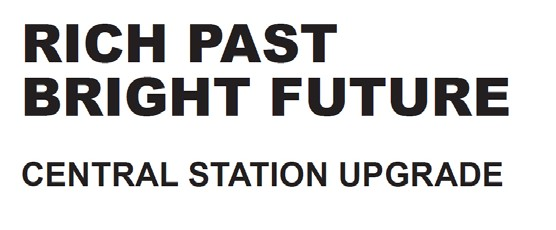 RICH PAST
BRIGHT FUTURE
CENTRAL STATION UPGRADE